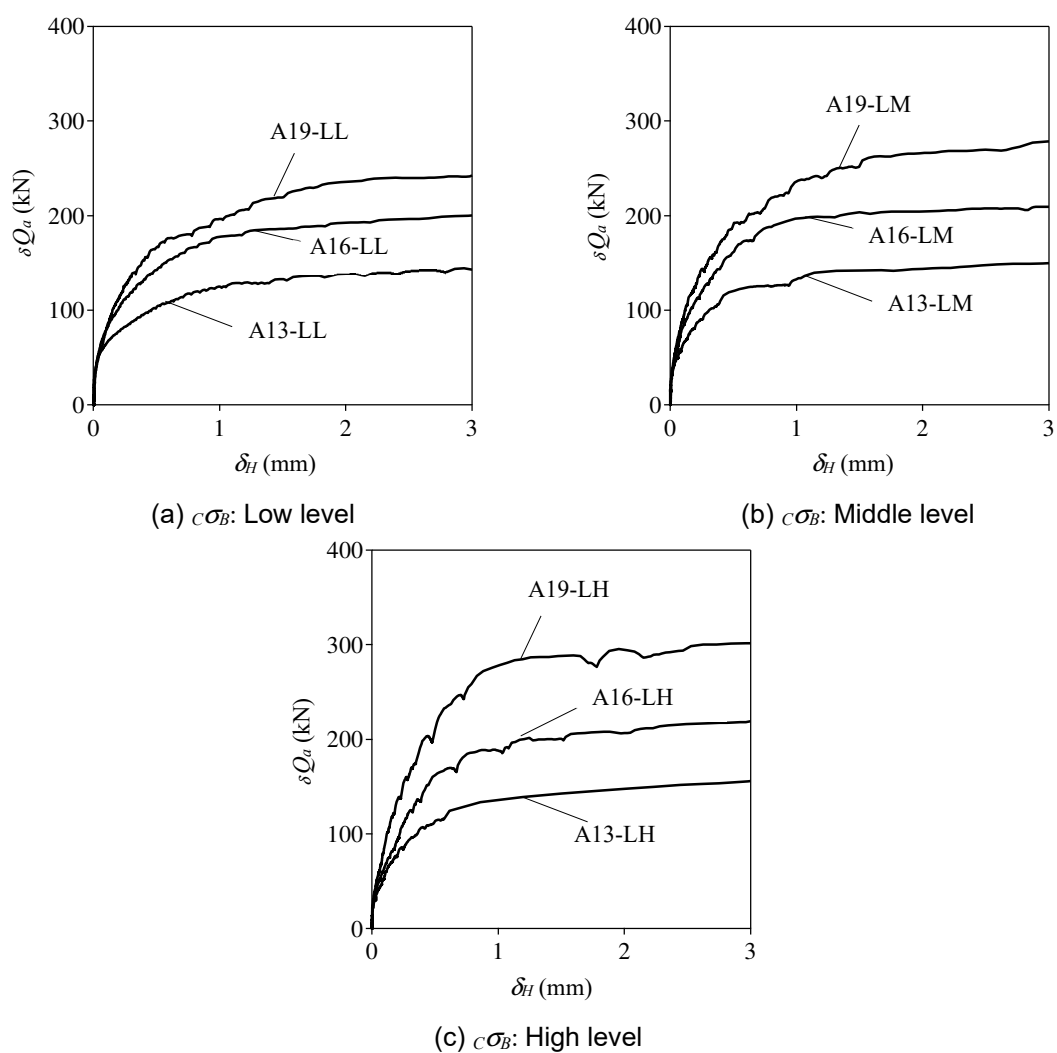 400
300
200
100
0
δQa (kN)
A19-LL
A16-LL
A13-LL
0 1 2 3
δH (mm)
(a) CσB: Low level
400
300
200
100
0
δQa (kN)
A19-LM
A16-LM
A13-LM
0 1 2 3
δH (mm)
(b) CσB: Middle level
400
300
200
100
0
δQa (kN)
A19-LH
A16-LH
A13-LH
0 1 2 3
δH (mm)
(c) CσB: High level